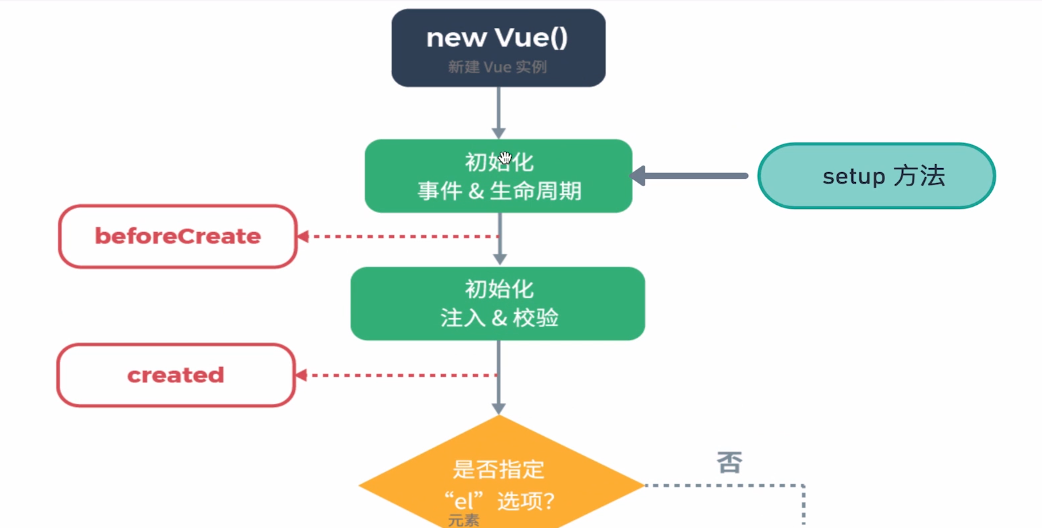 new Vue()
新建 Vue 实例
初始化
事件 & 生命周期
setup 方法
beforeCreate
初始化
注入 & 校验
created
是否指定
“el”选项?
元素
否